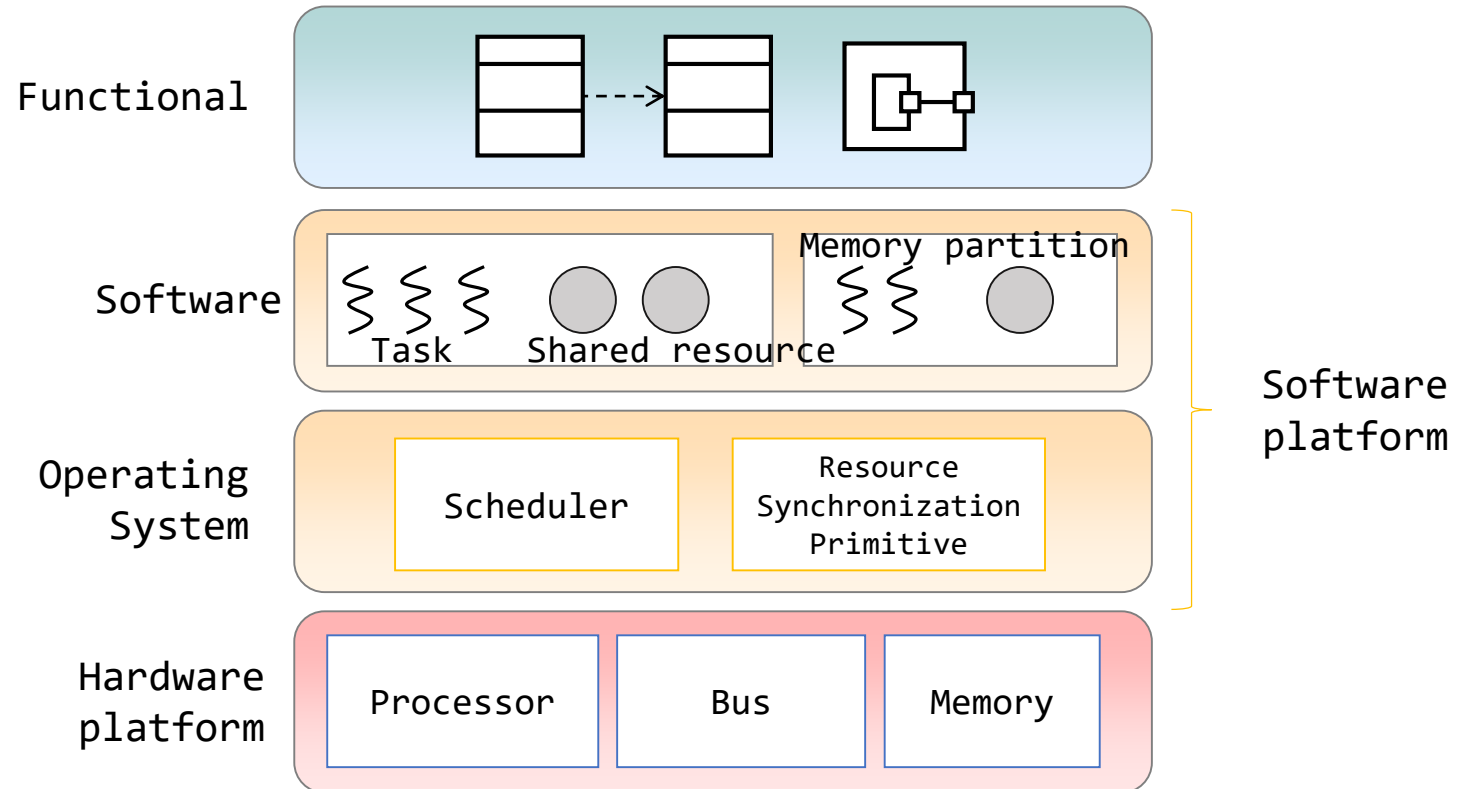 Functional
Memory partition
Software
Task
Shared resource
Software
platform
Operating
System
Scheduler
Resource
Synchronization
Primitive
Hardware
platform
Processor
Bus
Memory